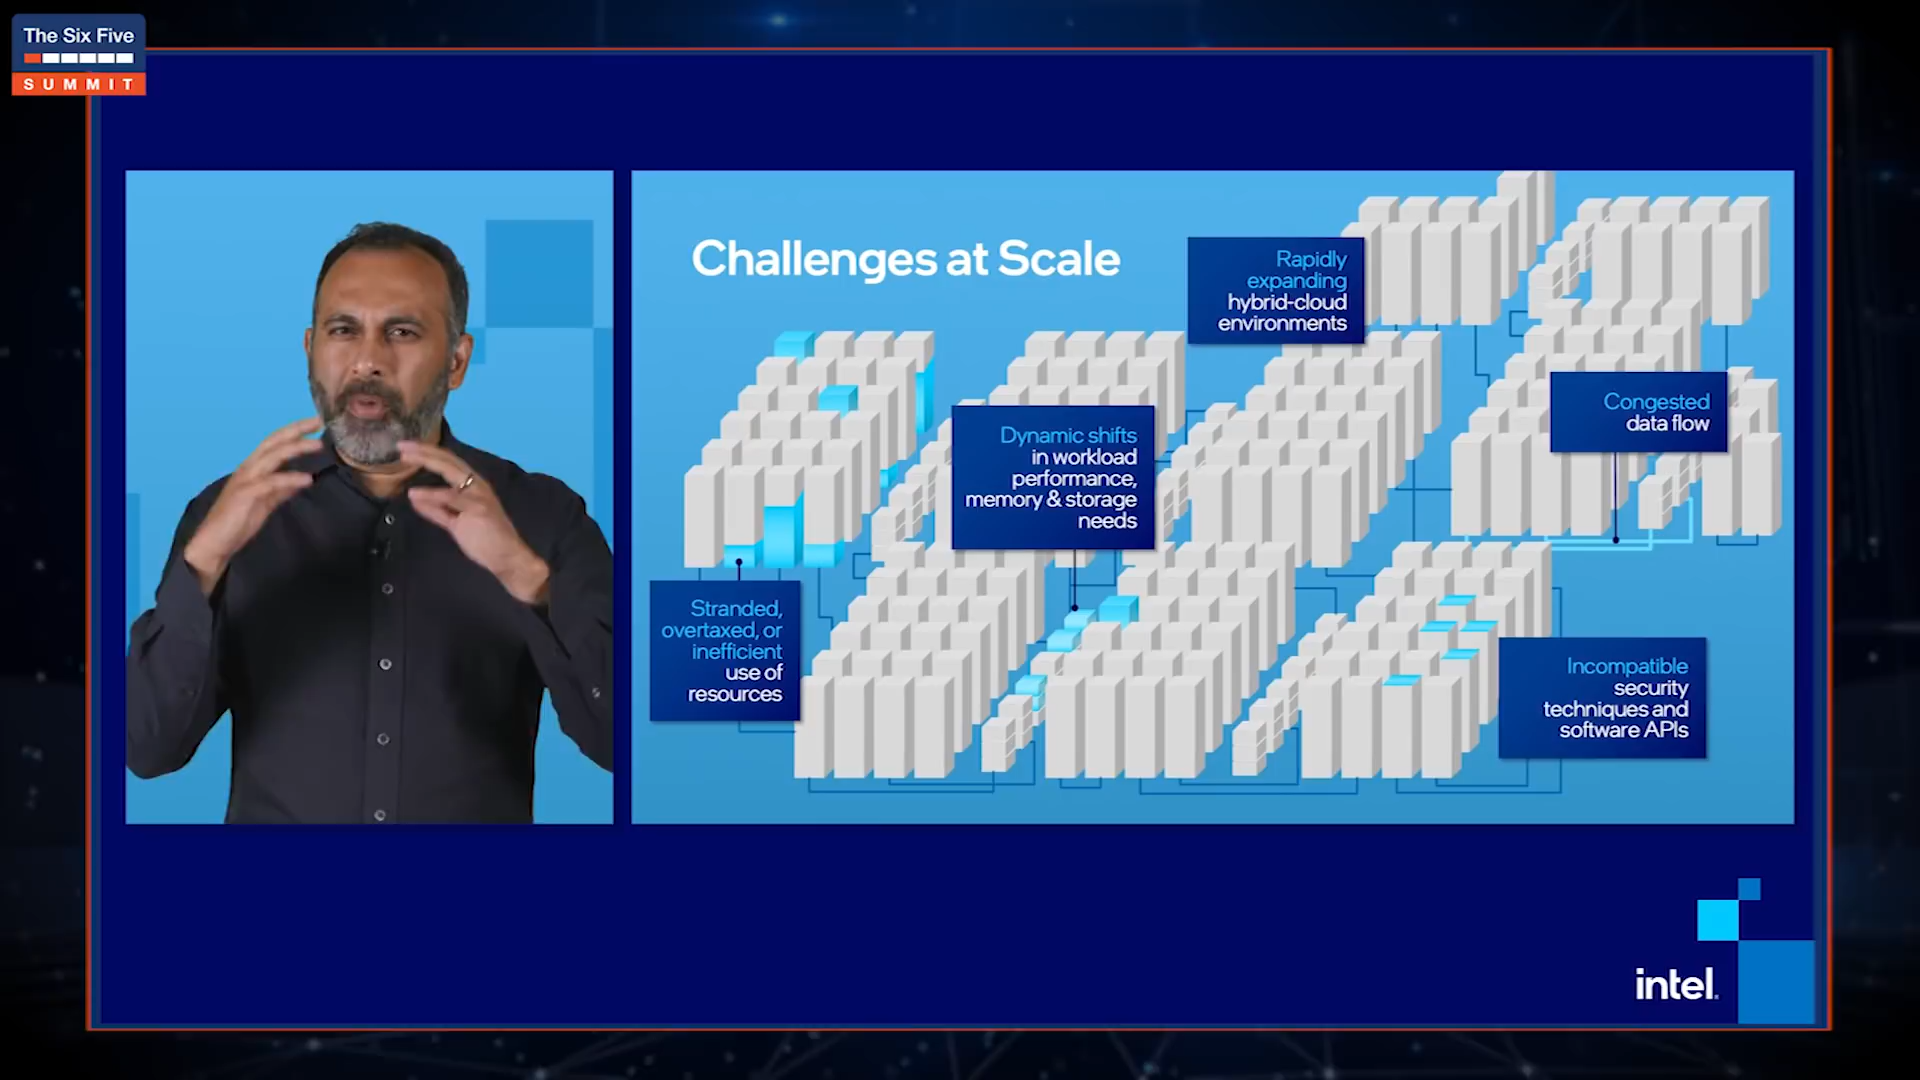 The Six Five
SUMMIT
Challenges at Scale
Rapidly
expanding
hybrid-cloud
environments
Congested
data flow
Dynamic shifts
in workload
performance,
memory & storage
needs
Stranded,
overtaxed, or
inefficient
use of
resources
Incompatible
security
techniques and
software APIs
intel.